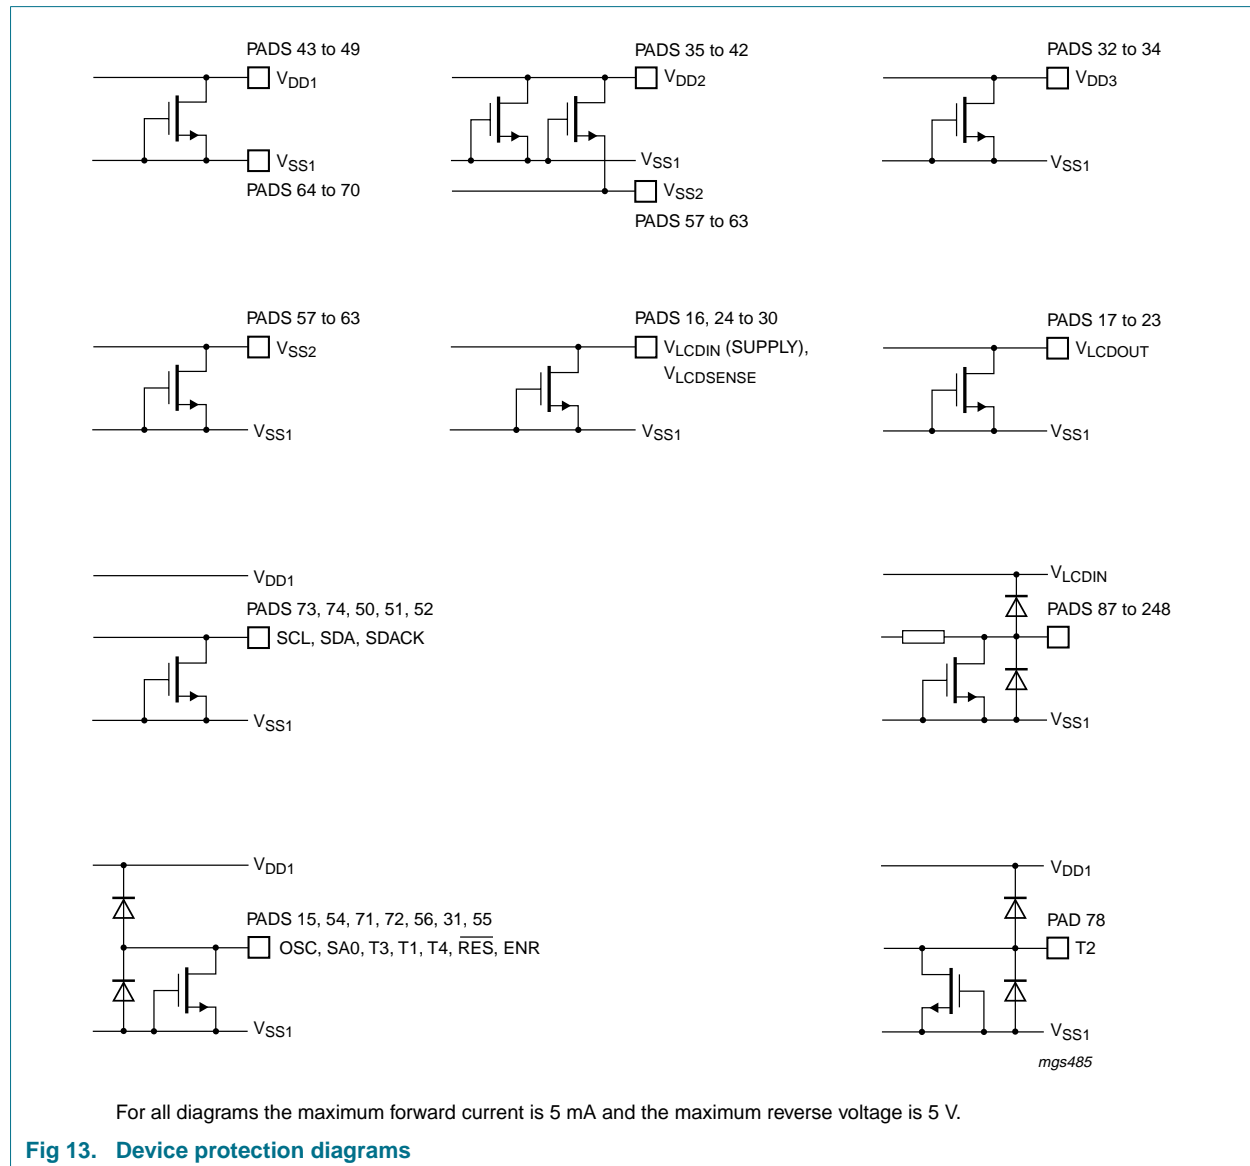 PADS 43 to 49
VDD1
VSS1
PADS 64 to 70
PADS 35 to 42
VDD2
VSS1
VSS2
PADS 57 to 63
PADS 32 to 34
VDD3
VSS1
PADS 57 to 63
VSS2
VSS1
PADS 16, 24 to 30
VLCDIN (SUPPLY),
VLCDSENSE
VSS1
PADS 17 to 23
VLCDOUT
VSS1
VDD1
PADS 73, 74, 50, 51, 52
SCL, SDA, SDACK
VSS1
VLCDIN
PADS 87 to 248
VSS1
VDD1
PADS 15, 54, 71, 72, 56, 31, 55
OSC, SA0, T3, T1, T4, R̅E̅S̅, ENR
VSS1
VDD1
PAD 78
T2
VSS1
mgs485
For all diagrams the maximum forward current is 5 mA and the maximum reverse voltage is 5 V.
Fig 13. Device protection diagrams